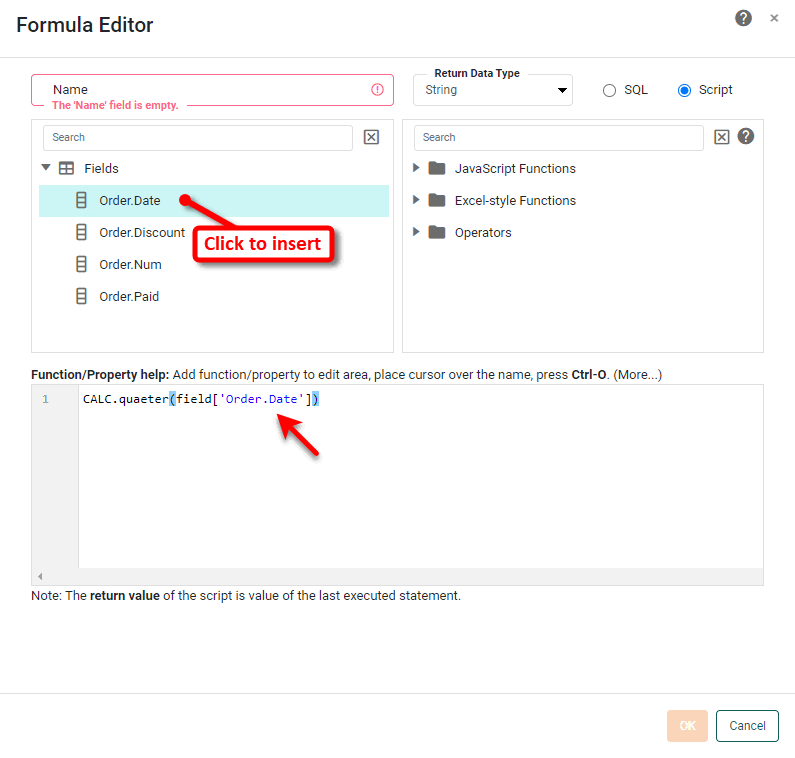 Formula Editor
Name
The 'Name' field is empty.
Return Data Type
String
SQL
Script
Search
Fields
Order.Date
Order.Discount
Order.Num
Order.Paid
Click to insert
Search
JavaScript Functions
Excel-style Functions
Operators
Function/Property help: Add function/property to edit area, place cursor over the name, press Ctrl-O. (More...)
1 CALC.quaeter(field['Order.Date'])
Note: The return value of the script is value of the last executed statement.
OK
Cancel